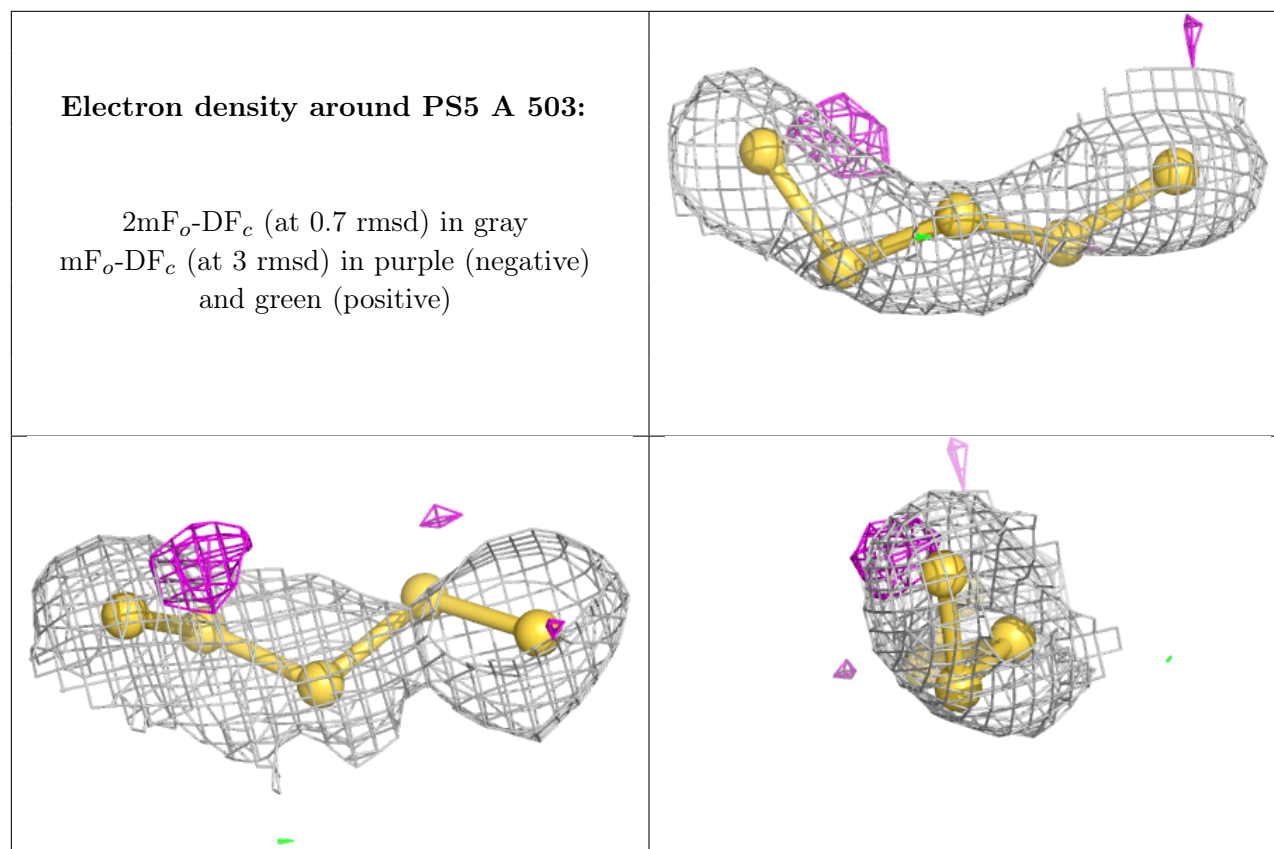 Electron density around PS5 A 503:
2mFₒ-DF𝒸 (at 0.7 rmsd) in gray
mFₒ-DF𝒸 (at 3 rmsd) in purple (negative)
and green (positive)